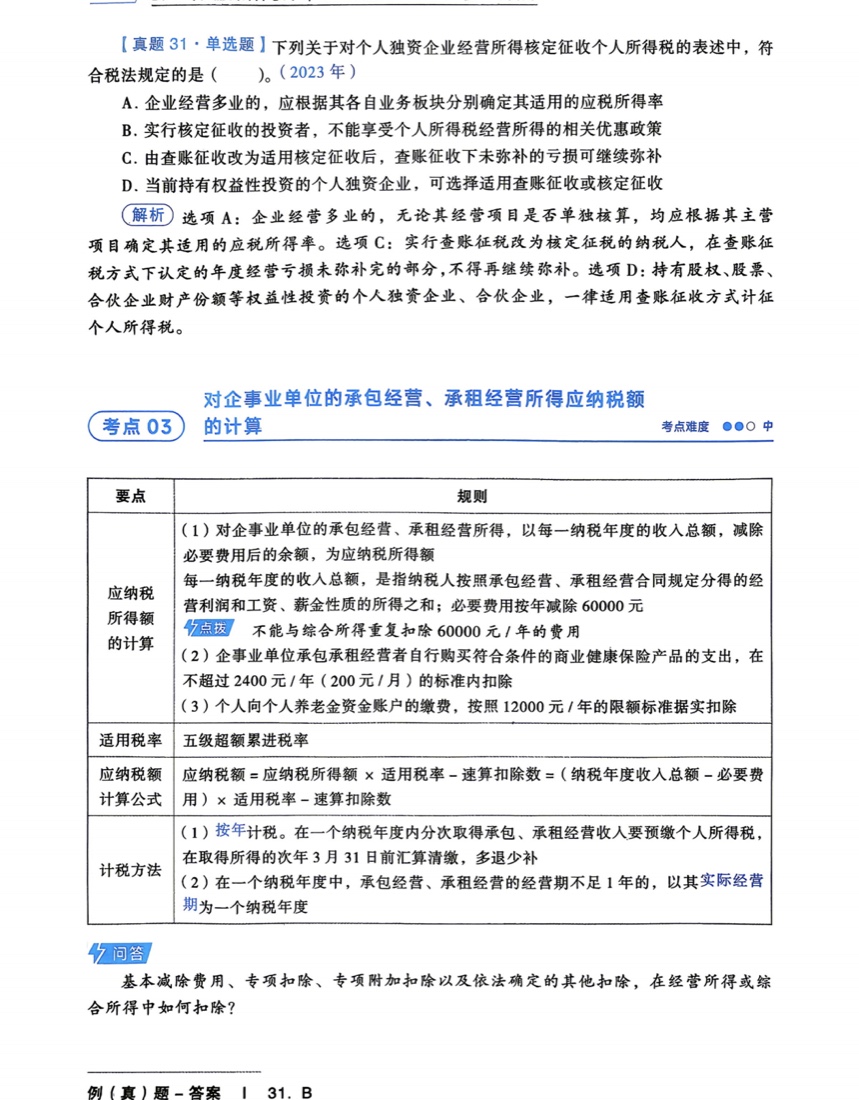 【真题 31·单选题】下列关于对个人独资企业经营所得核定征收个人所得税的表述中，符
合税法规定的是（　　）。（2023 年）
A. 企业经营多业的，应根据其各自业务板块分别确定其适用的应税所得率
B. 实行核定征收的投资者，不能享受个人所得税经营所得的相关优惠政策
C. 由查账征收改为适用核定征收后，查账征收下未弥补的亏损可继续弥补
D. 当前持有权益性投资的个人独资企业，可选择适用查账征收或核定征收
解析 选项 A：企业经营多业的，无论其经营项目是否单独核算，均应根据其主营
项目确定其适用的应税所得率。选项 C：实行查账征税改为核定征税的纳税人，在查账征
税方式下认定的年度经营亏损未弥补完的部分，不得再继续弥补。选项 D：持有股权、股票、
合伙企业财产份额等权益性投资的个人独资企业、合伙企业，一律适用查账征收方式计征
个人所得税。
对企事业单位的承包经营、承租经营所得应纳税额
考点 03 的计算 考点难度 中
要点 规则
应纳税
所得额
的计算
（1）对企事业单位的承包经营、承租经营所得，以每一纳税年度的收入总额，减除
必要费用后的余额，为应纳税所得额
每一纳税年度的收入总额，是指纳税人按照承包经营、承租经营合同规定分得的经
营利润和工资、薪金性质的所得之和；必要费用按年减除 60000 元
点拨 不能与综合所得重复扣除 60000 元 / 年的费用
（2）企事业单位承包承租经营者自行购买符合条件的商业健康保险产品的支出，在
不超过 2400 元 / 年（200 元 / 月）的标准内扣除
（3）个人向个人养老金资金账户的缴费，按照 12000 元 / 年的限额标准据实扣除
适用税率 五级超额累进税率
应纳税额
计算公式
应纳税额 = 应纳税所得额 × 适用税率 - 速算扣除数 =（纳税年度收入总额 - 必要费
用）× 适用税率 - 速算扣除数
计税方法
（1）按年计税。在一个纳税年度内分次取得承包、承租经营收入要预缴个人所得税，
在取得所得的次年 3 月 31 日前汇算清缴，多退少补
（2）在一个纳税年度中，承包经营、承租经营的经营期不足 1 年的，以其实际经营
期为一个纳税年度
问答
基本减除费用、专项扣除、专项附加扣除以及依法确定的其他扣除，在经营所得或综
合所得中如何扣除？
例（真）题 - 答案 | 31. B